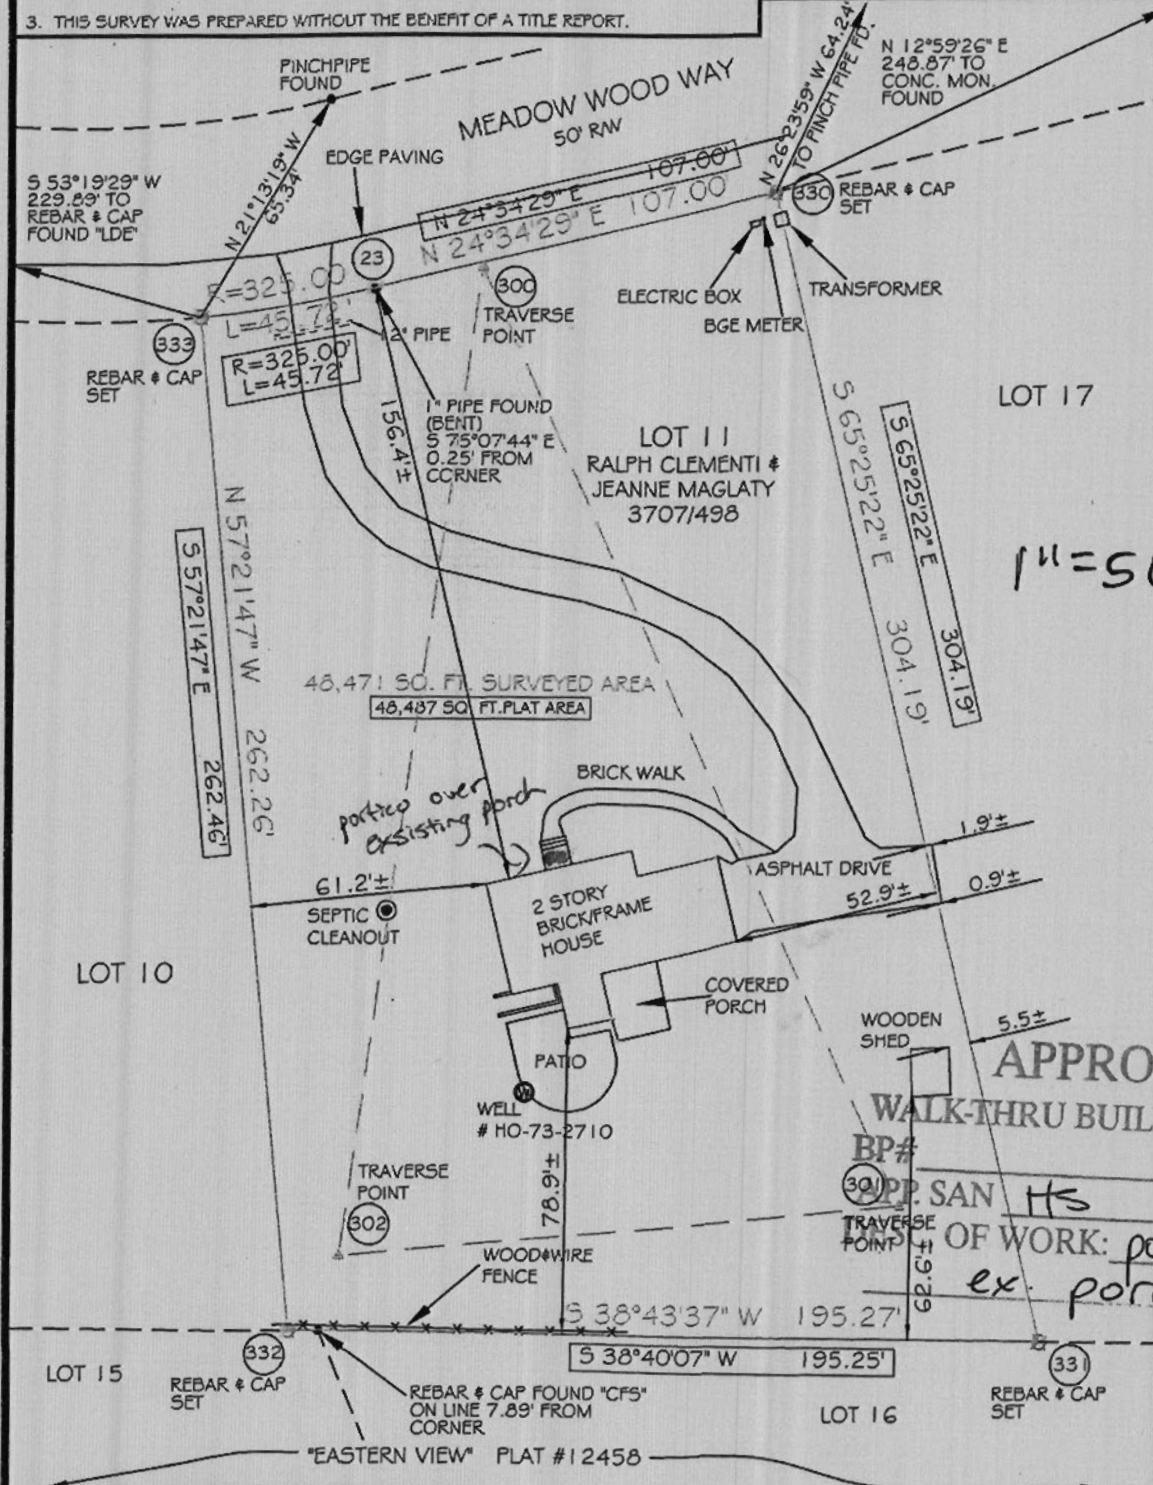 3. THIS SURVEY WAS PREPARED WITHOUT THE BENEFIT OF A TITLE REPORT.
PINCHPIPE
FOUND
MEADOW WOOD WAY
50' R/W
N 26°23'59" W 64.24'
TO PINCH PIPE FD.
N 12°59'26" E
248.87' TO
CONC. MON.
FOUND
EDGE PAVING
S 53°19'29" W
229.89' TO
REBAR & CAP
FOUND "LDE"
N 21°13'19" W
65.34'
N 24°34'29" E 107.00'
N 24°34'29" E 107.00
330
REBAR & CAP
SET
23
R=325.00
L=45.72'
300
TRAVERSE
POINT
ELECTRIC BOX
BGE METER
TRANSFORMER
12" PIPE
333
REBAR & CAP
SET
R=325.00'
L=45.72'
156.4'±
1" PIPE FOUND
(BENT)
S 75°07'44" E
0.25' FROM
CORNER
LOT 11
RALPH CLEMENTI &
JEANNE MAGLATY
3707/498
LOT 17
S 65°25'22" E 304.19'
S 65°25'22" E 304.19'
N 57°21'47" W 262.26'
S 57°21'47" E 262.46'
48,471 SQ. FT. SURVEYED AREA
48,487 SQ. FT. PLAT AREA
BRICK WALK
portico over
exsisting porch
61.2'±
SEPTIC
CLEANOUT
2 STORY
BRICK/FRAME
HOUSE
ASPHALT DRIVE
1.9'±
52.9'±
0.9'±
LOT 10
COVERED
PORCH
PATIO
WELL
# HO-73-2710
WOODEN
SHED
5.5±
WALK-THRU
BP#
APP. SAN HS
OF WORK:
ex.
TRAVERSE
POINT
302
78.9'±
301
TRAVERSE
POINT
62.6'±
WOOD&WIRE
FENCE
S 38°43'37" W 195.27'
S 38°40'07" W 195.25'
332
REBAR & CAP
SET
331
REBAR & CAP
SET
LOT 15
REBAR & CAP FOUND "CFS"
ON LINE 7.89' FROM
CORNER
LOT 16
"EASTERN VIEW" PLAT #12458